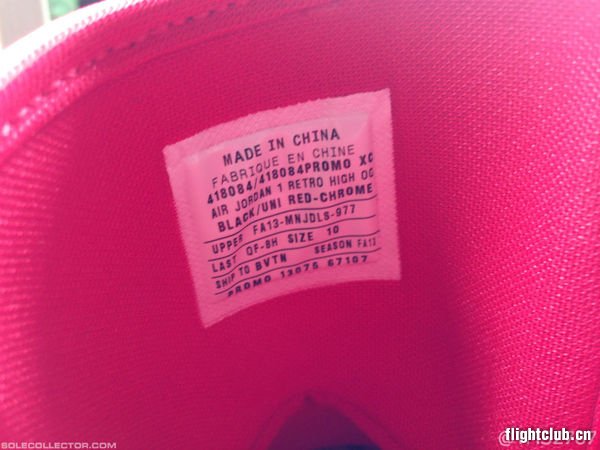 MADE IN CHINA
FABRIQUE EN CHINE
418084/418084PROMO XC
AIR JORDAN 1 RETRO HIGH OG
BLACK/UNI RED-CHROME
UPPER FA13-MNJDLS-977
LAST QF-8H SIZE 10
SHIP TO BVTN SEASON FA13
PROMO 13075 67107
SOLECOLLECTOR.COM
flightclub.cn